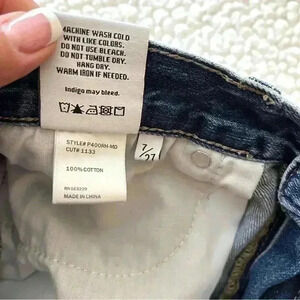 MACHINE WASH COLD
WITH LIKE COLORS.
DO NOT USE BLEACH.
DO NOT TUMBLE DRY.
HANG DRY.
WARM IRON IF NEEDED.
Indigo may bleed.
STYLE# P400RH-MD
CUT# 1133
100% COTTON
MADE IN CHINA
7/27